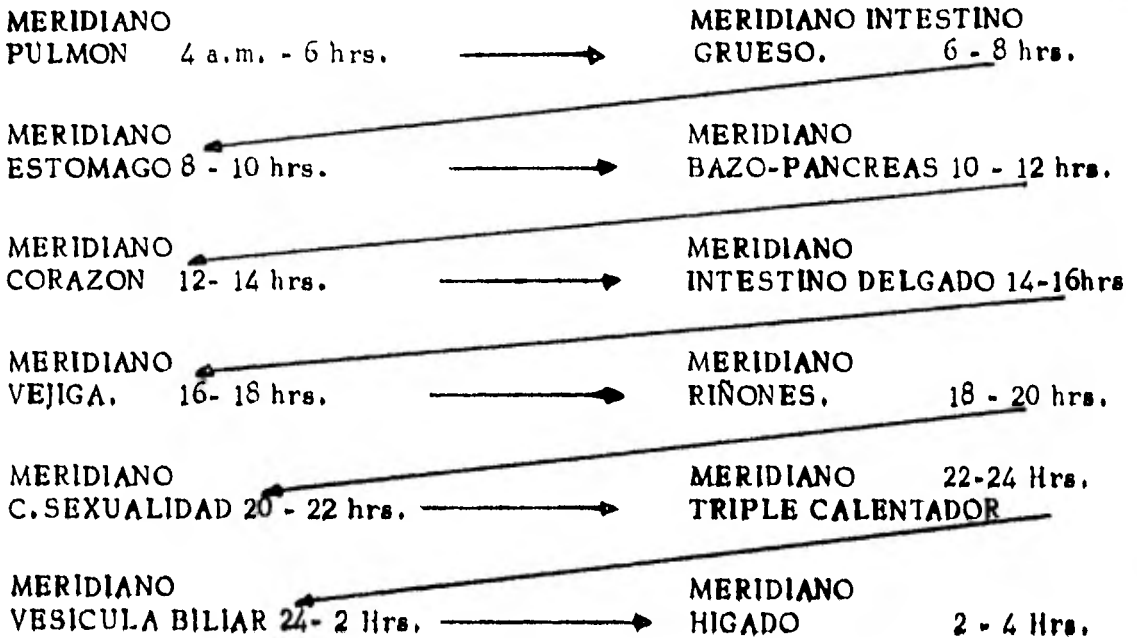 MERIDIANO
PULMON 4 a.m. - 6 hrs.
MERIDIANO INTESTINO
GRUESO. 6 - 8 hrs.
MERIDIANO
ESTOMAGO 8 - 10 hrs.
MERIDIANO
BAZO-PANCREAS 10 - 12 hrs.
MERIDIANO
CORAZON 12- 14 hrs.
MERIDIANO
INTESTINO DELGADO 14-16hrs
MERIDIANO
VEJIGA. 16- 18 hrs.
MERIDIANO
RIÑONES. 18 - 20 hrs.
MERIDIANO
C.SEXUALIDAD 20 - 22 hrs.
MERIDIANO 22-24 Hrs.
TRIPLE CALENTADOR
MERIDIANO
VESICULA BILIAR 24- 2 Hrs.
MERIDIANO
HIGADO 2 - 4 Hrs.